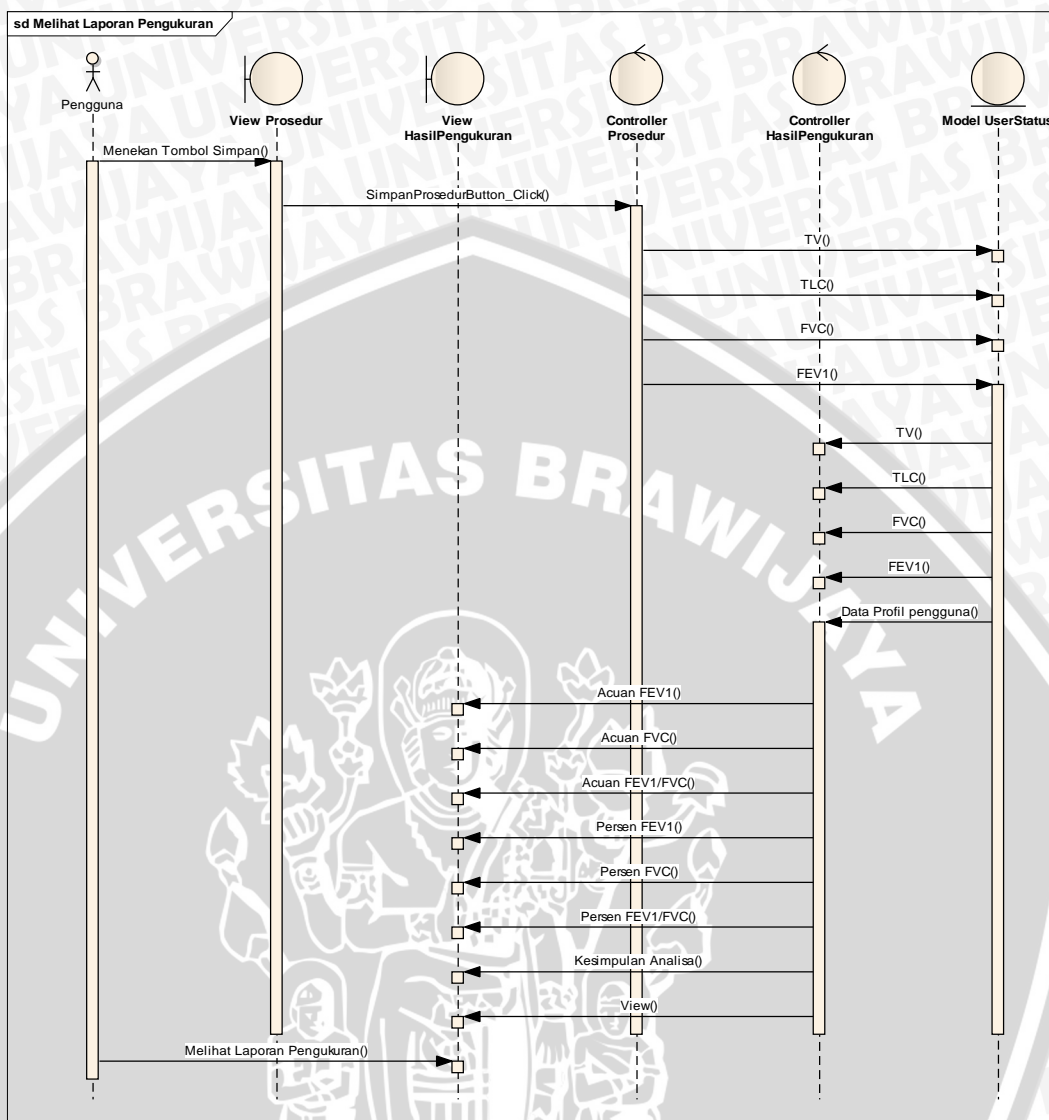 sd Melihat Laporan Pengukuran
Pengguna
View Prosedur
View
HasilPengukuran
Controller
Prosedur
Controller
HasilPengukuran
Model UserStatus
Menekan Tombol Simpan()
SimpanProsedurButton_Click()
TV()
TLC()
FVC()
FEV1()
TV()
TLC()
FVC()
FEV1()
Data Profil pengguna()
Acuan FEV1()
Acuan FVC()
Acuan FEV1/FVC()
Persen FEV1()
Persen FVC()
Persen FEV1/FVC()
Kesimpulan Analisa()
View()
Melihat Laporan Pengukuran()
UNIVERSITAS BRAWIJAYA